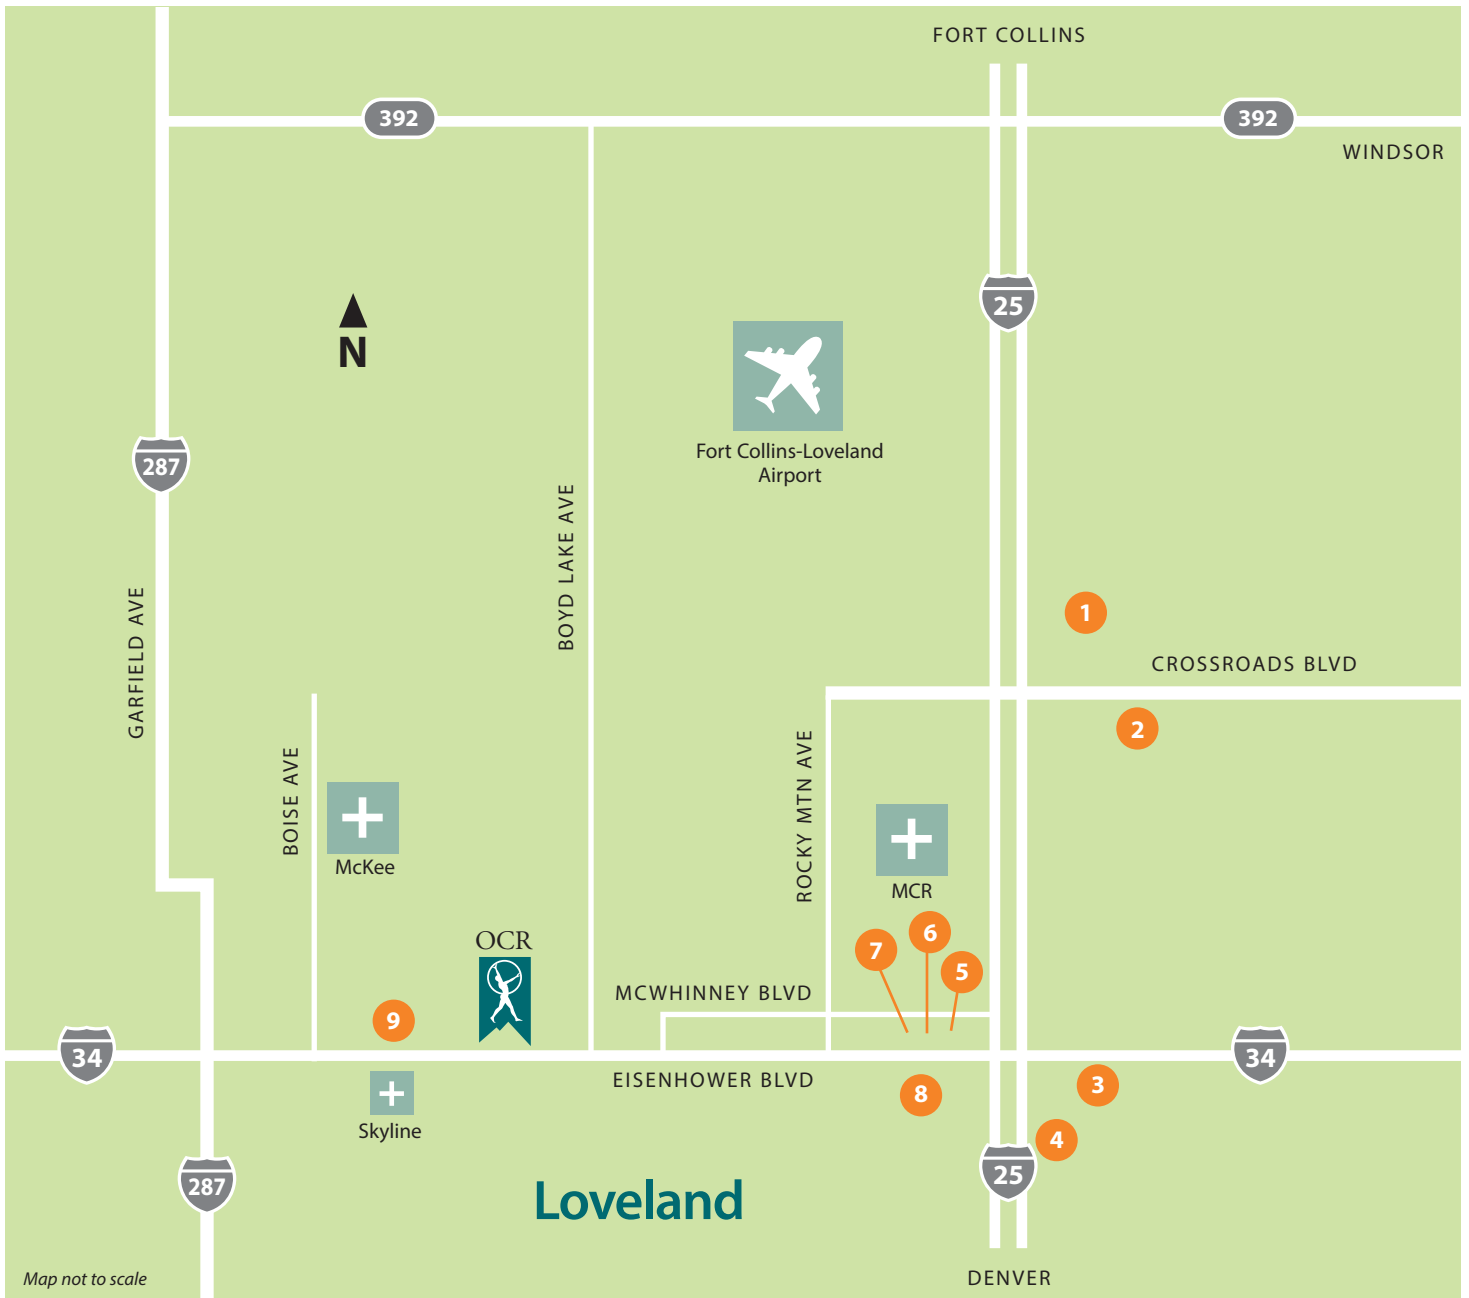 FORT COLLINS
392
392
WINDSOR
25
N
Fort Collins-Loveland
Airport
287
BOYD LAKE AVE
GARFIELD AVE
1
CROSSROADS BLVD
2
BOISE AVE
ROCKY MTN AVE
McKee
MCR
OCR
7
6
5
MCWHINNEY BLVD
9
34
34
EISENHOWER BLVD
8
3
Skyline
4
287
25
Loveland
Map not to scale
DENVER